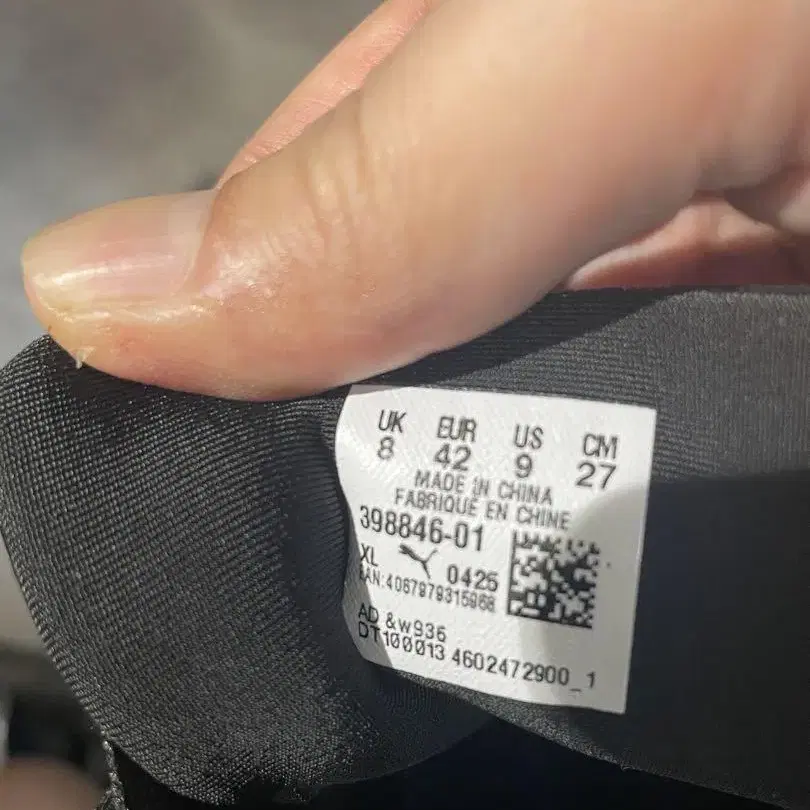 UK EUR US CM
8 42 9 27
MADE IN CHINA
FABRIQUÉ EN CHINE
398846-01
XL 0425
EAN:4067979315968
AD &w936
DT100013 4602472900_1